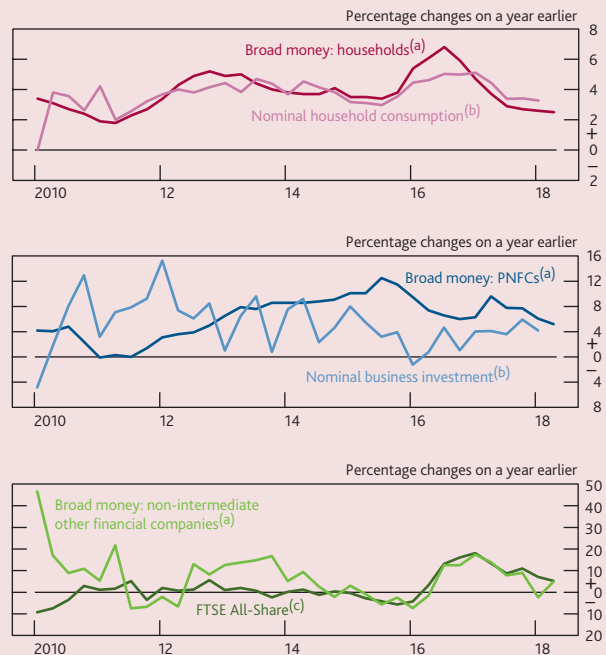 Percentage changes on a year earlier
8
Broad money: households(a)
6
4
Nominal household consumption(b)
2
+
0
–
2
2010 12 14 16 18
Percentage changes on a year earlier
16
Broad money: PNFCs(a)
12
8
4
+
0
–
Nominal business investment(b)
4
8
2010 12 14 16 18
Percentage changes on a year earlier
50
Broad money: non-intermediate
other financial companies(a)
40
30
20
10
+
0
–
FTSE All-Share(c)
10
20
2010 12 14 16 18